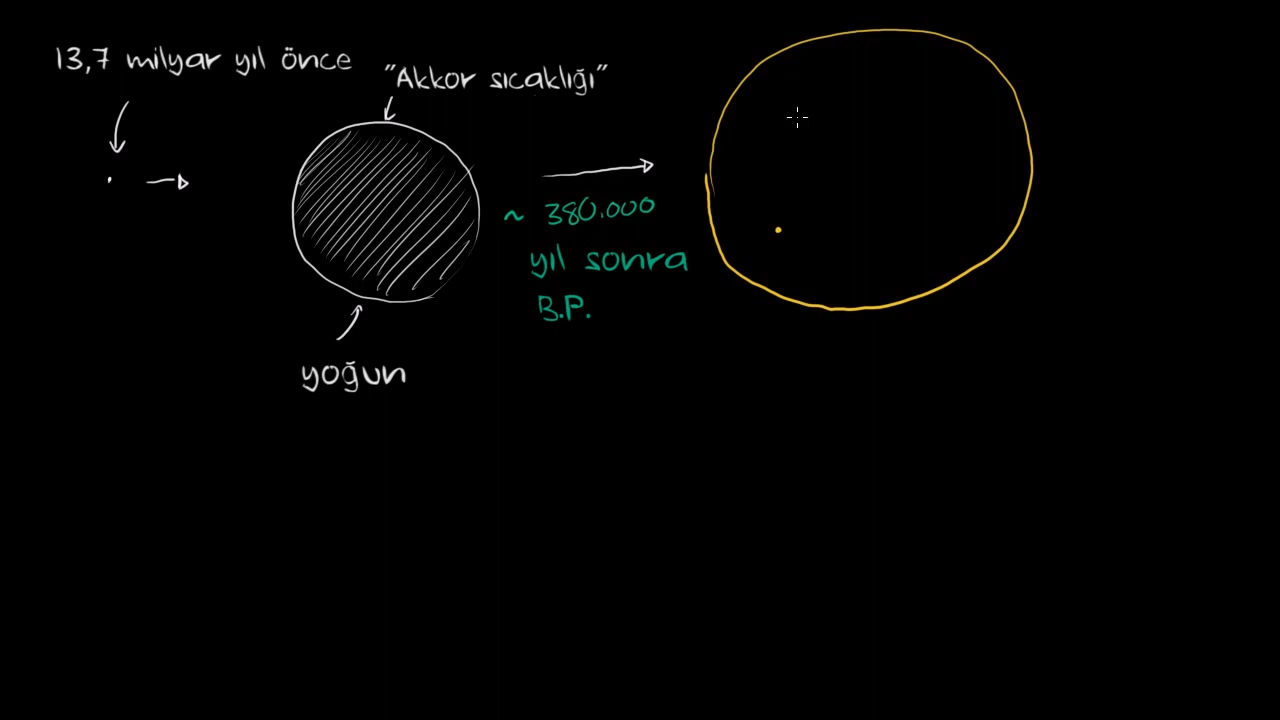 13,7 milyar yıl önce
"Akkor sıcaklığı"
~ 380.000
yıl sonra
B.P.
yoğun